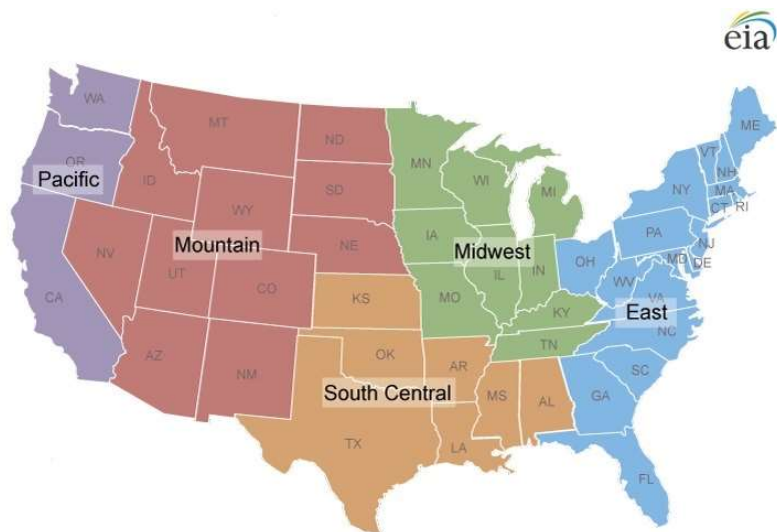 eia
WA
OR
Pacific
CA
MT
ID
WY
NV
UT
Mountain
CO
AZ
NM
ND
SD
NE
KS
OK
TX
AR
LA
MS
AL
South Central
MN
WI
MI
IA
IL
IN
MO
KY
TN
Midwest
ME
VT
NH
MA
CT
RI
NY
PA
NJ
MD
DE
OH
WV
VA
East
NC
SC
GA
FL